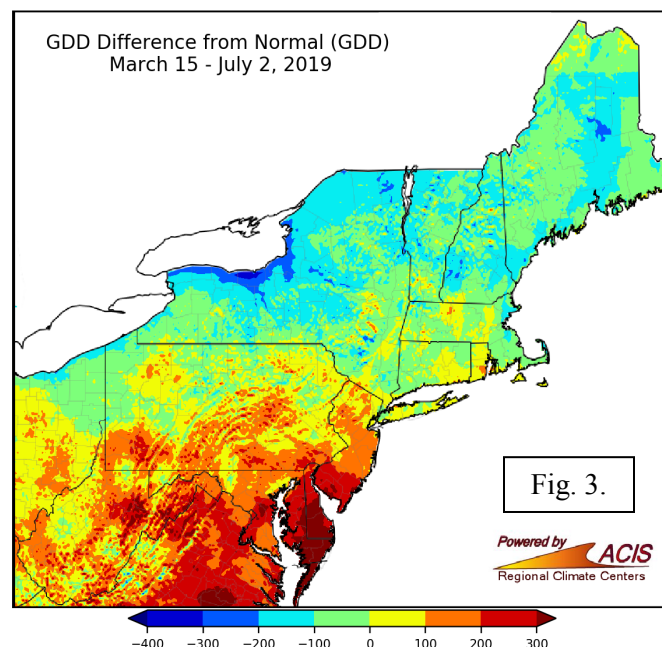 GDD Difference from Normal (GDD)
March 15 - July 2, 2019
Fig. 3.
Powered by
ACIS
Regional Climate Centers
−400 −300 −200 −100 0 100 200 300